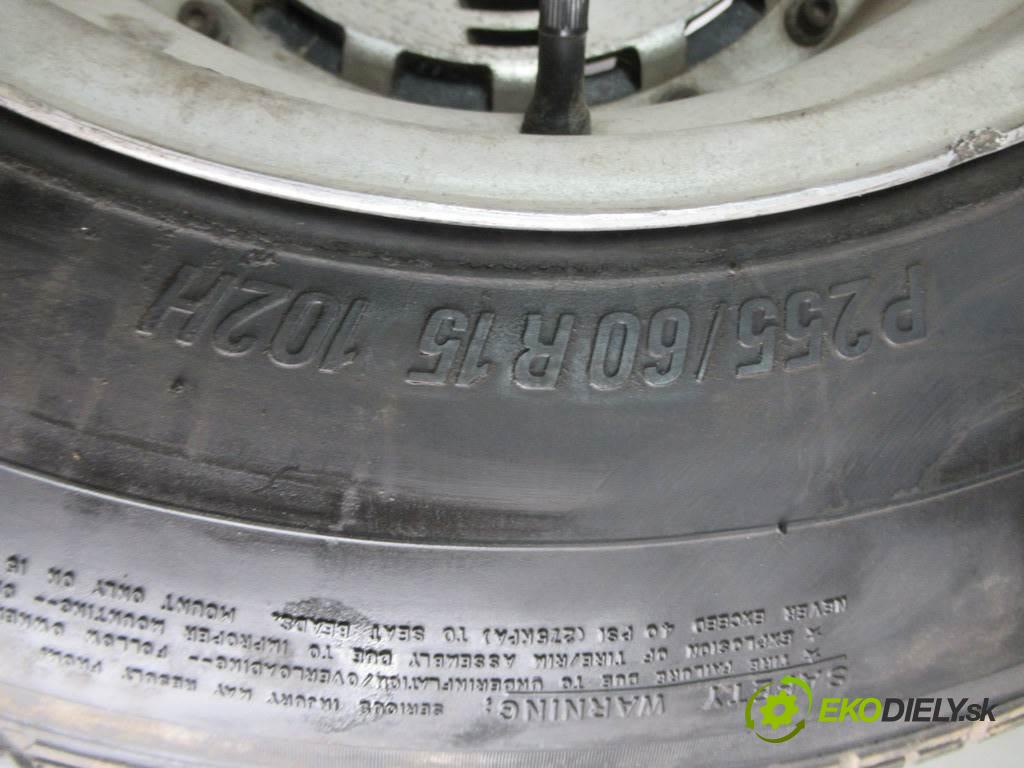 P255/60R15 102H
SAFETY WARNING:
SERIOUS INJURY MAY RESULT FROM:
★ TIRE FAILURE DUE TO UNDERINFLATION/OVERLOADING-- FOLLOW OWNER
★ EXPLOSION OF TIRE/RIM ASSEMBLY DUE TO IMPROPER MOUNTING--
NEVER EXCEED 40 PSI (275KPA) TO SEAT BEADS. MOUNT ONLY ON 15
EKODIELY.sk